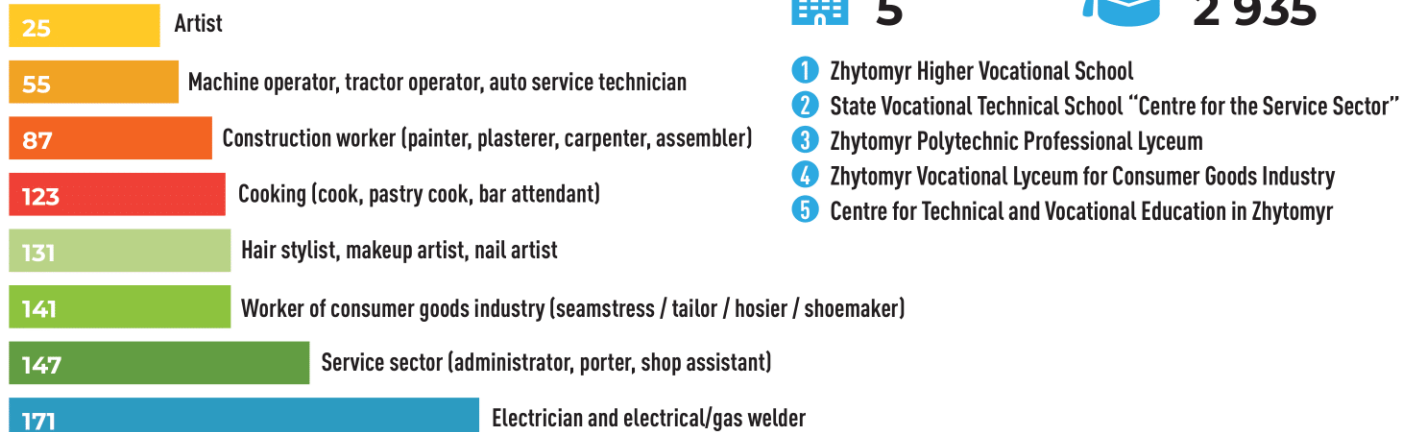 25 Artist
55 Machine operator, tractor operator, auto service technician
87 Construction worker (painter, plasterer, carpenter, assembler)
123 Cooking (cook, pastry cook, bar attendant)
131 Hair stylist, makeup artist, nail artist
141 Worker of consumer goods industry (seamstress / tailor / hosier / shoemaker)
147 Service sector (administrator, porter, shop assistant)
171 Electrician and electrical/gas welder
5
2 935
1 Zhytomyr Higher Vocational School
2 State Vocational Technical School “Centre for the Service Sector”
3 Zhytomyr Polytechnic Professional Lyceum
4 Zhytomyr Vocational Lyceum for Consumer Goods Industry
5 Centre for Technical and Vocational Education in Zhytomyr